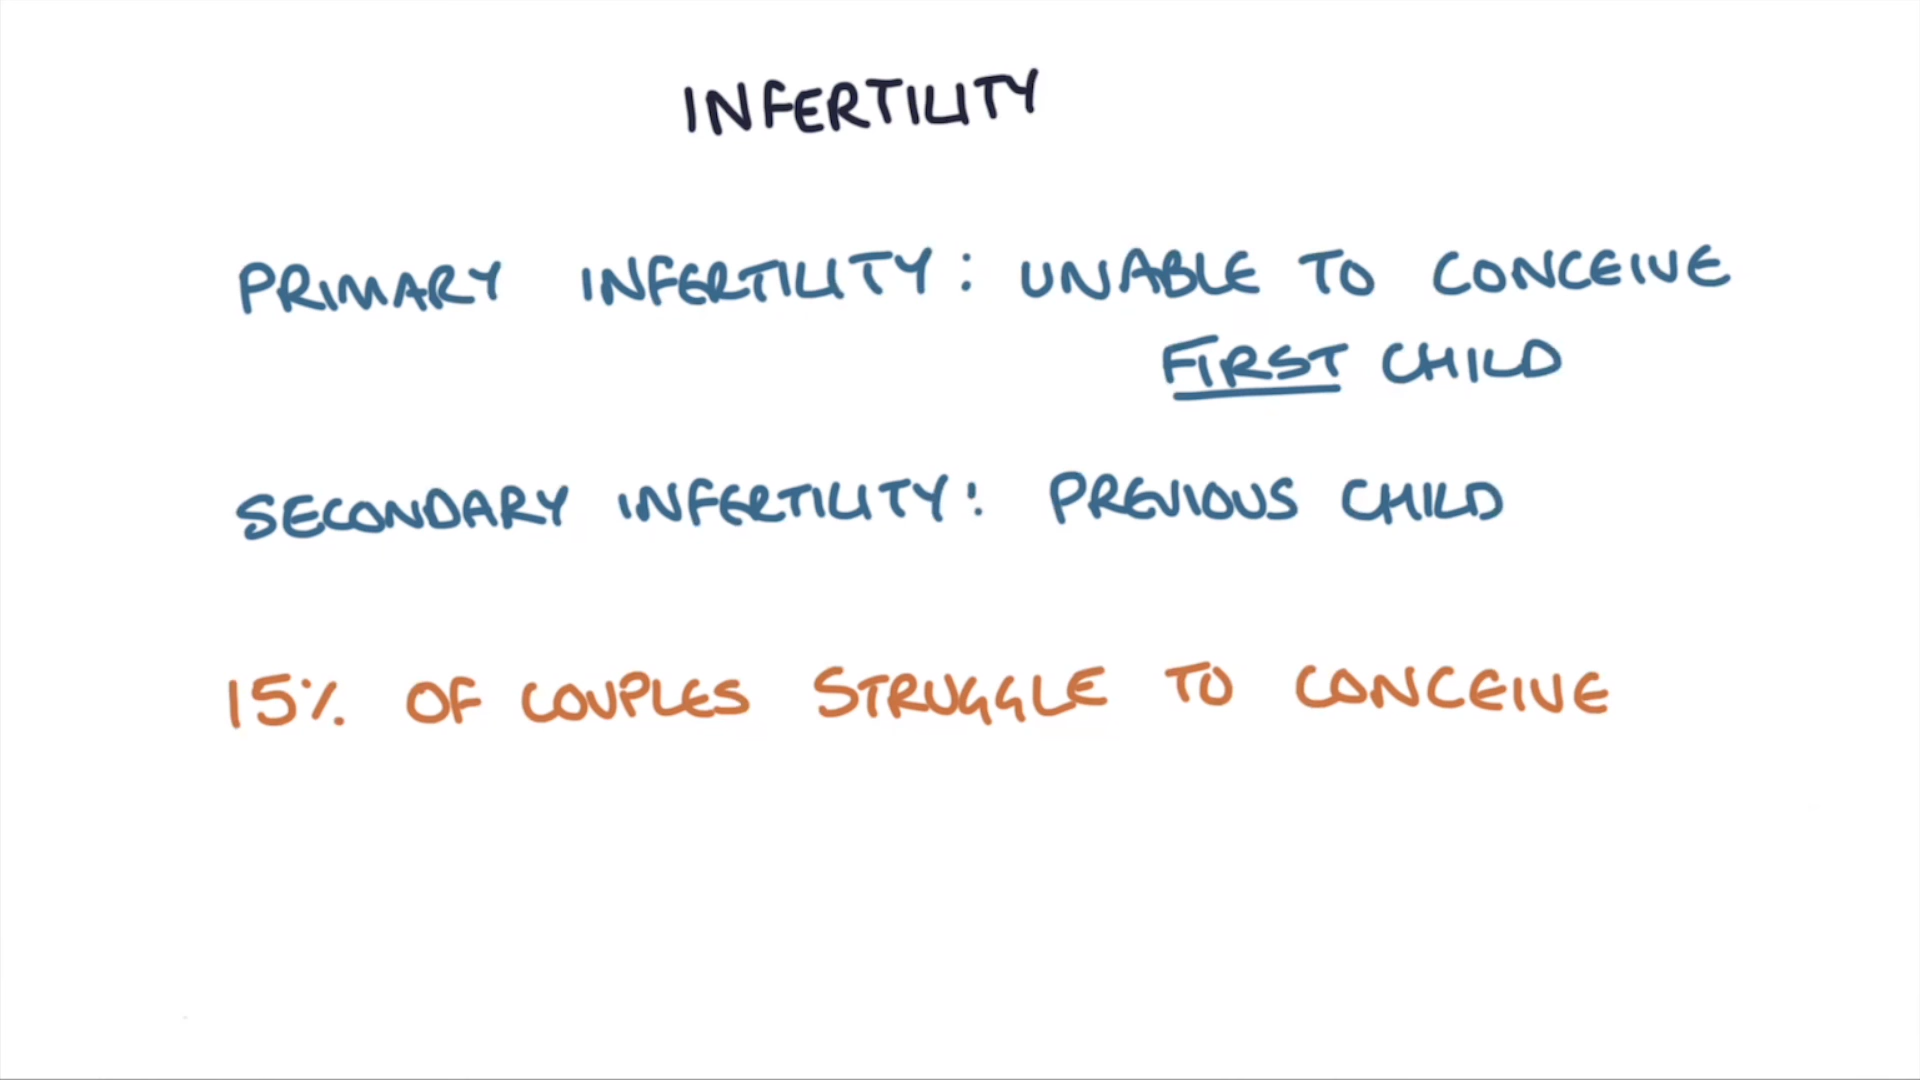 INFERTILITY
PRIMARY INFERTILITY: UNABLE TO CONCEIVE
FIRST CHILD
SECONDARY INFERTILITY: PREVIOUS CHILD
15% OF COUPLES STRUGGLE TO CONCEIVE